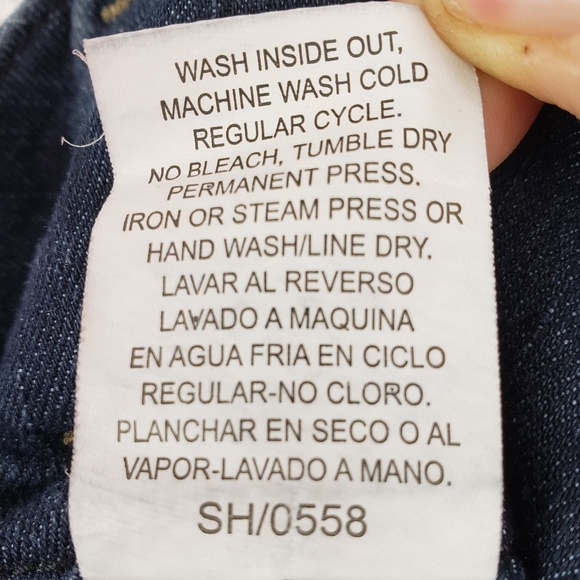 WASH INSIDE OUT,
MACHINE WASH COLD
REGULAR CYCLE.
NO BLEACH, TUMBLE DRY
PERMANENT PRESS.
IRON OR STEAM PRESS OR
HAND WASH/LINE DRY.
LAVAR AL REVERSO
LAVADO A MAQUINA
EN AGUA FRIA EN CICLO
REGULAR-NO CLORO.
PLANCHAR EN SECO O AL
VAPOR-LAVADO A MANO.
SH/0558